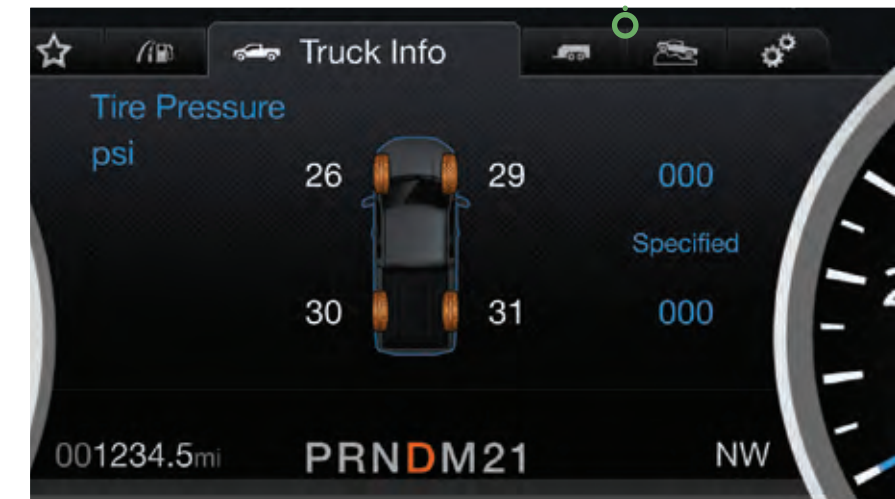 Truck Info
Tire Pressure
psi
26 29 000
Specified
30 31 000
001234.5mi PRNDM21 NW